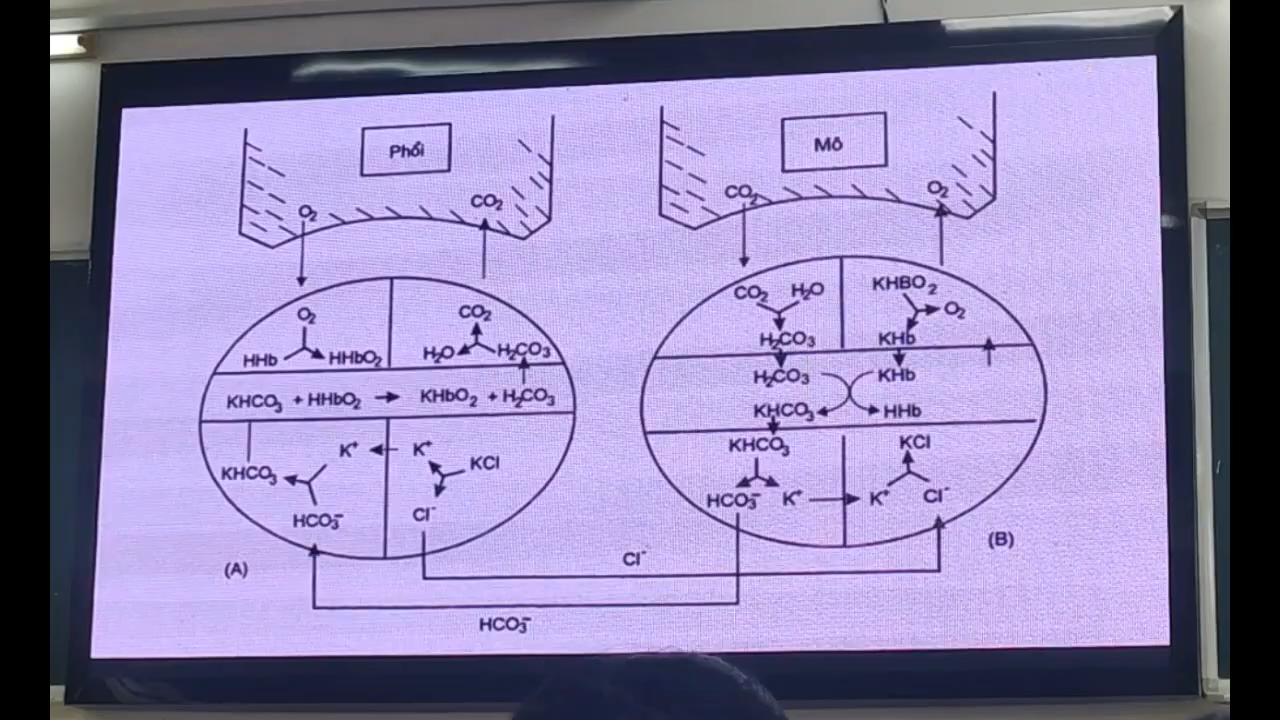 Phổi
Mô
O₂
CO₂
CO₂
O₂
O₂
HHb
HHbO₂
CO₂
H₂O
H₂CO₃
KHCO₃ + HHbO₂ → KHbO₂ + H₂CO₃
KHCO₃
K⁺
HCO₃⁻
K⁺
KCl
Cl⁻
(A)
CO₂
H₂O
H₂CO₃
KHBO₂
O₂
KHb
H₂CO₃
KHb
KHCO₃
HHb
KHCO₃
HCO₃⁻
K⁺
KCl
K⁺
Cl⁻
(B)
Cl⁻
HCO₃⁻